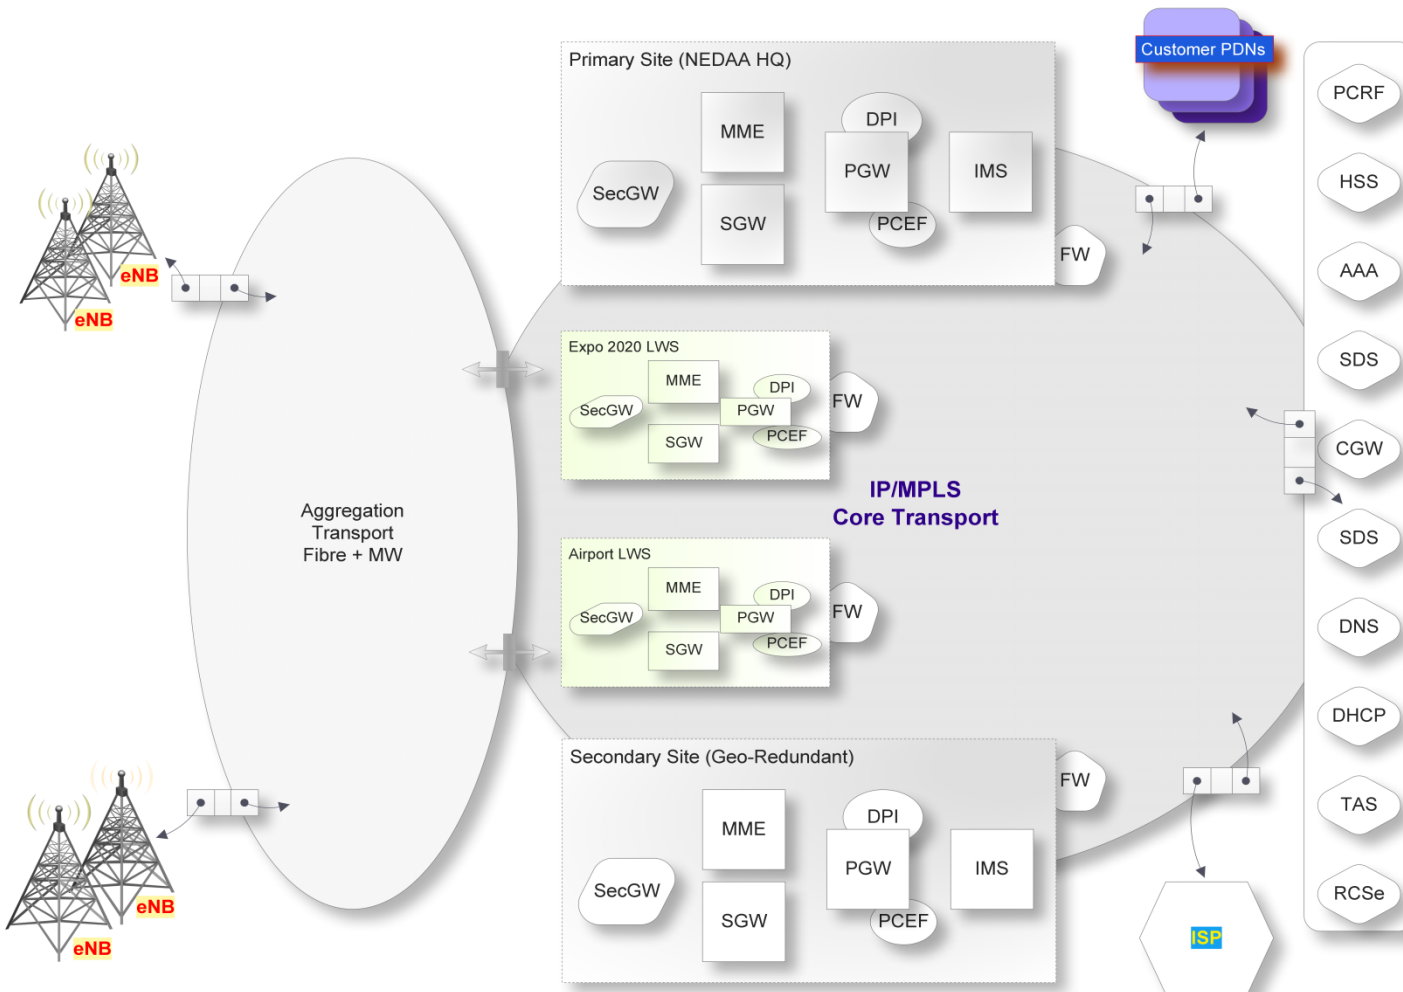 Customer PDNs
Primary Site (NEDAA HQ)
MME
DPI
PGW
IMS
SecGW
SGW
PCEF
FW
eNB
eNB
Expo 2020 LWS
MME
DPI
SecGW
PGW
SGW
PCEF
FW
IP/MPLS
Core Transport
Aggregation
Transport
Fibre + MW
Airport LWS
MME
DPI
SecGW
PGW
SGW
PCEF
FW
Secondary Site (Geo-Redundant)
MME
DPI
PGW
IMS
SecGW
SGW
PCEF
FW
eNB
eNB
ISP
PCRF
HSS
AAA
SDS
CGW
SDS
DNS
DHCP
TAS
RCSe